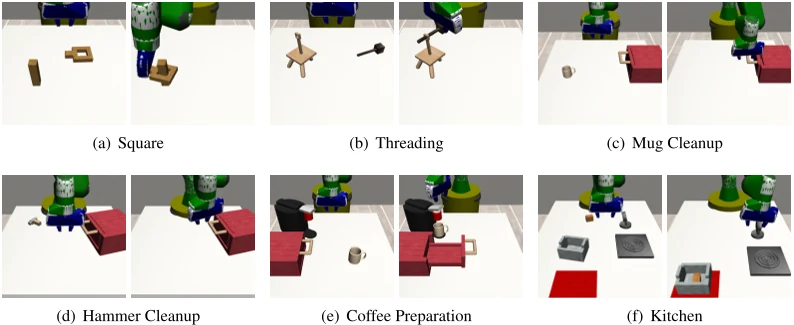 (a) Square
(b) Threading
(c) Mug Cleanup
(d) Hammer Cleanup
(e) Coffee Preparation
(f) Kitchen